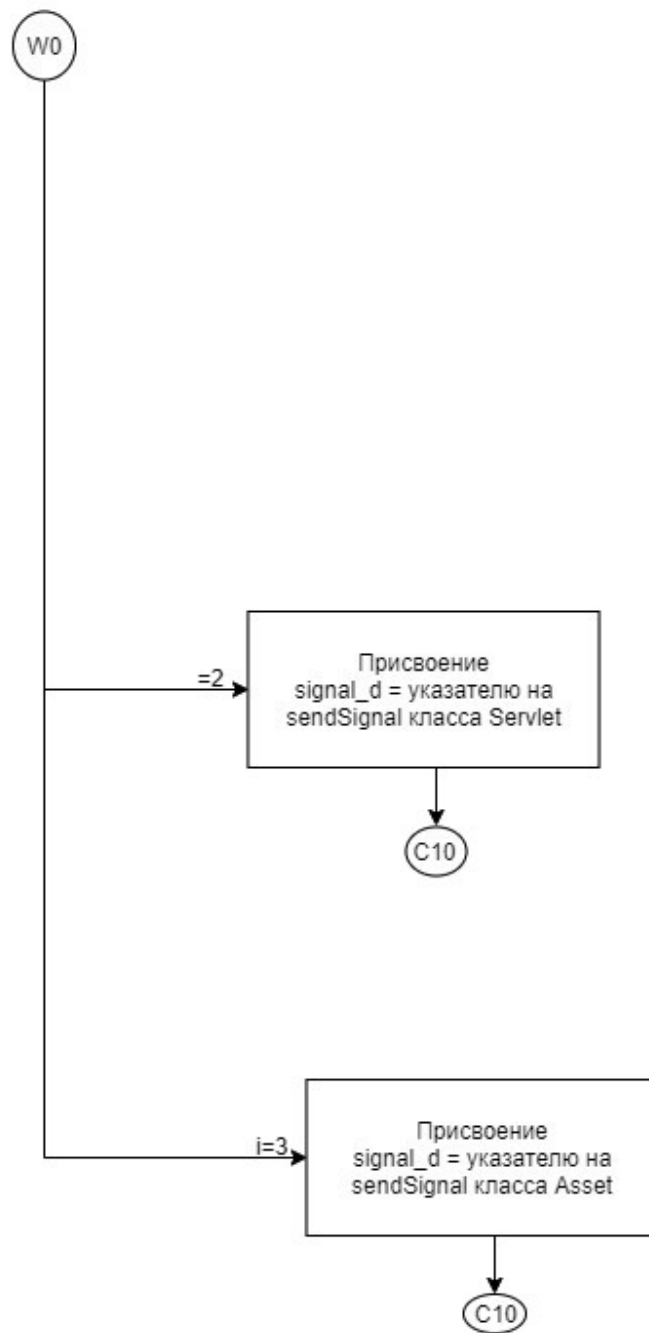 W0
=2
Присвоение
signal_d = указателю на
sendSignal класса Servlet
C10
i=3
Присвоение
signal_d = указателю на
sendSignal класса Asset
C10